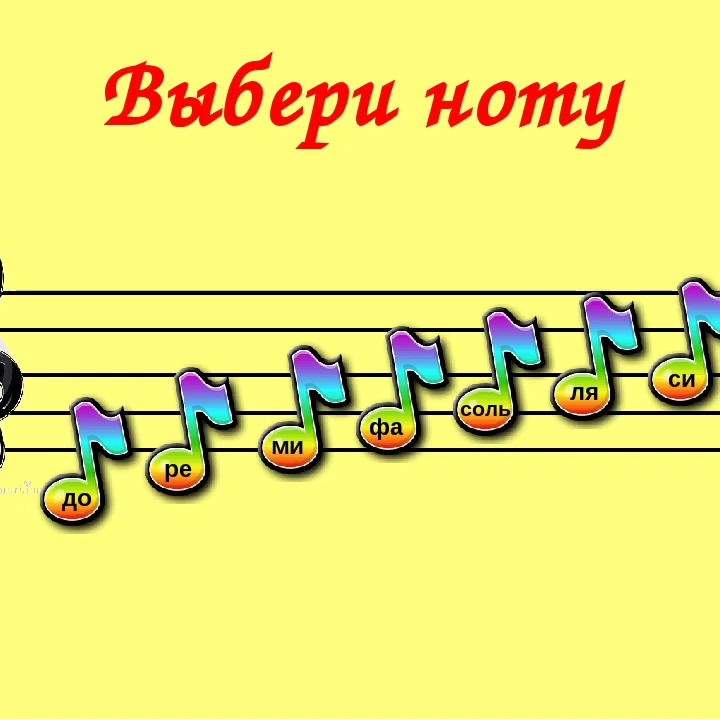 Выбери ноту
до ре ми фа соль ля си